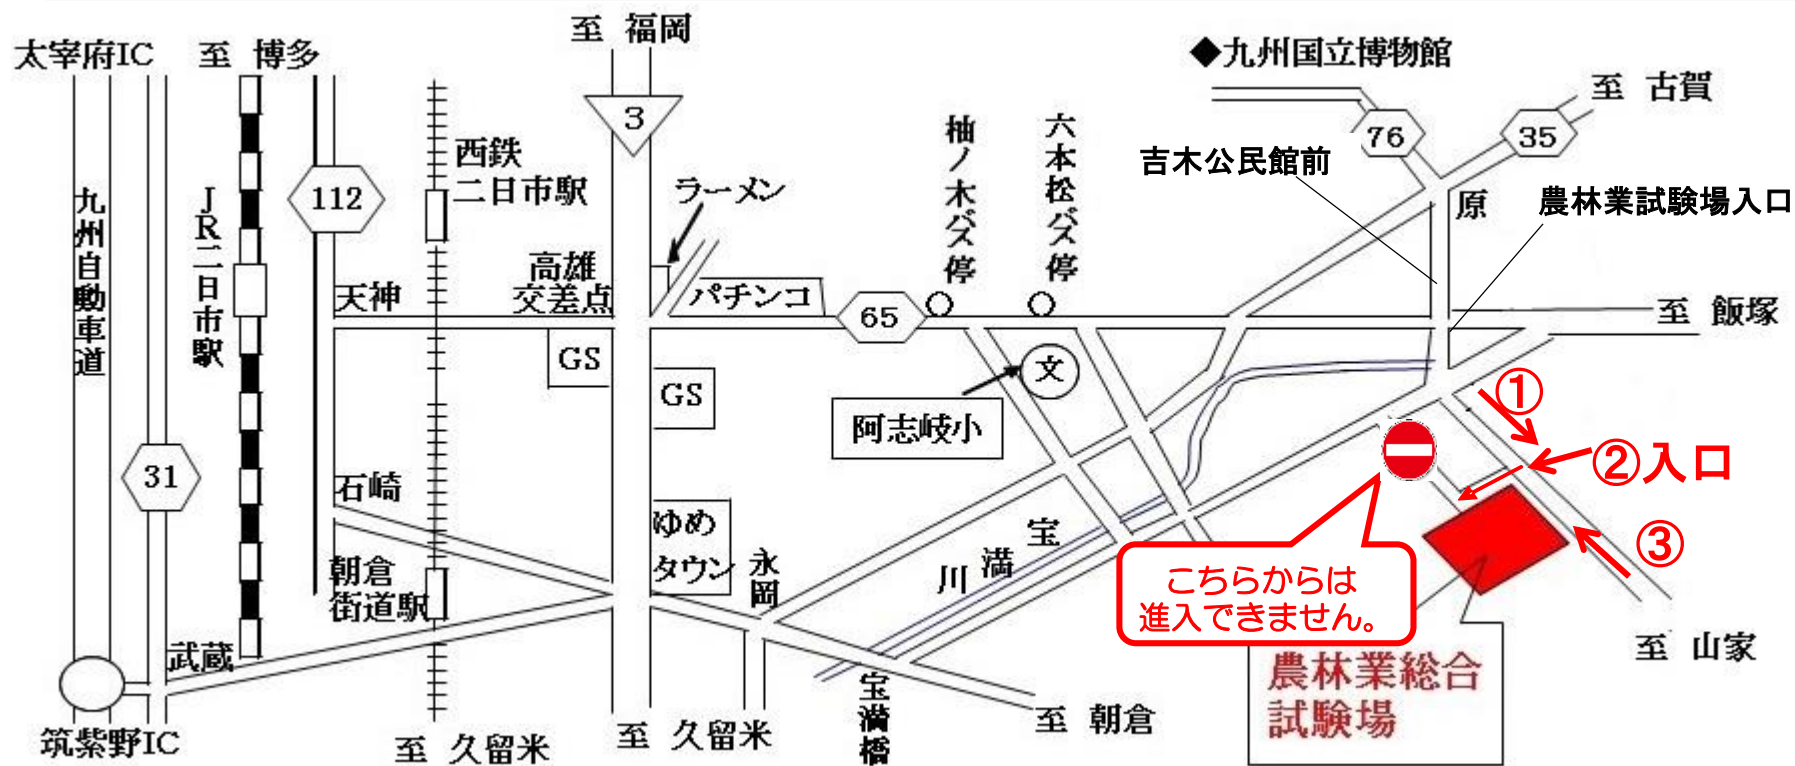 至 福岡
太宰府IC
至 博多
◆九州国立博物館
至 古賀
3
76
35
柚ノ木バス停
六本松バス停
吉木公民館前
西鉄
二日市駅
ラーメン
112
九州自動車道
JR二日市駅
原
農林業試験場入口
高雄
交差点
天神
パチンコ
65
至 飯塚
GS
GS
文
阿志岐小
①
②入口
③
31
石崎
ゆめ
タウン
永岡
宝満川
朝倉
街道駅
こちらからは
進入できません。
武蔵
至 山家
農林業総合
試験場
宝満橋
筑紫野IC
至 久留米
至 久留米
至 朝倉